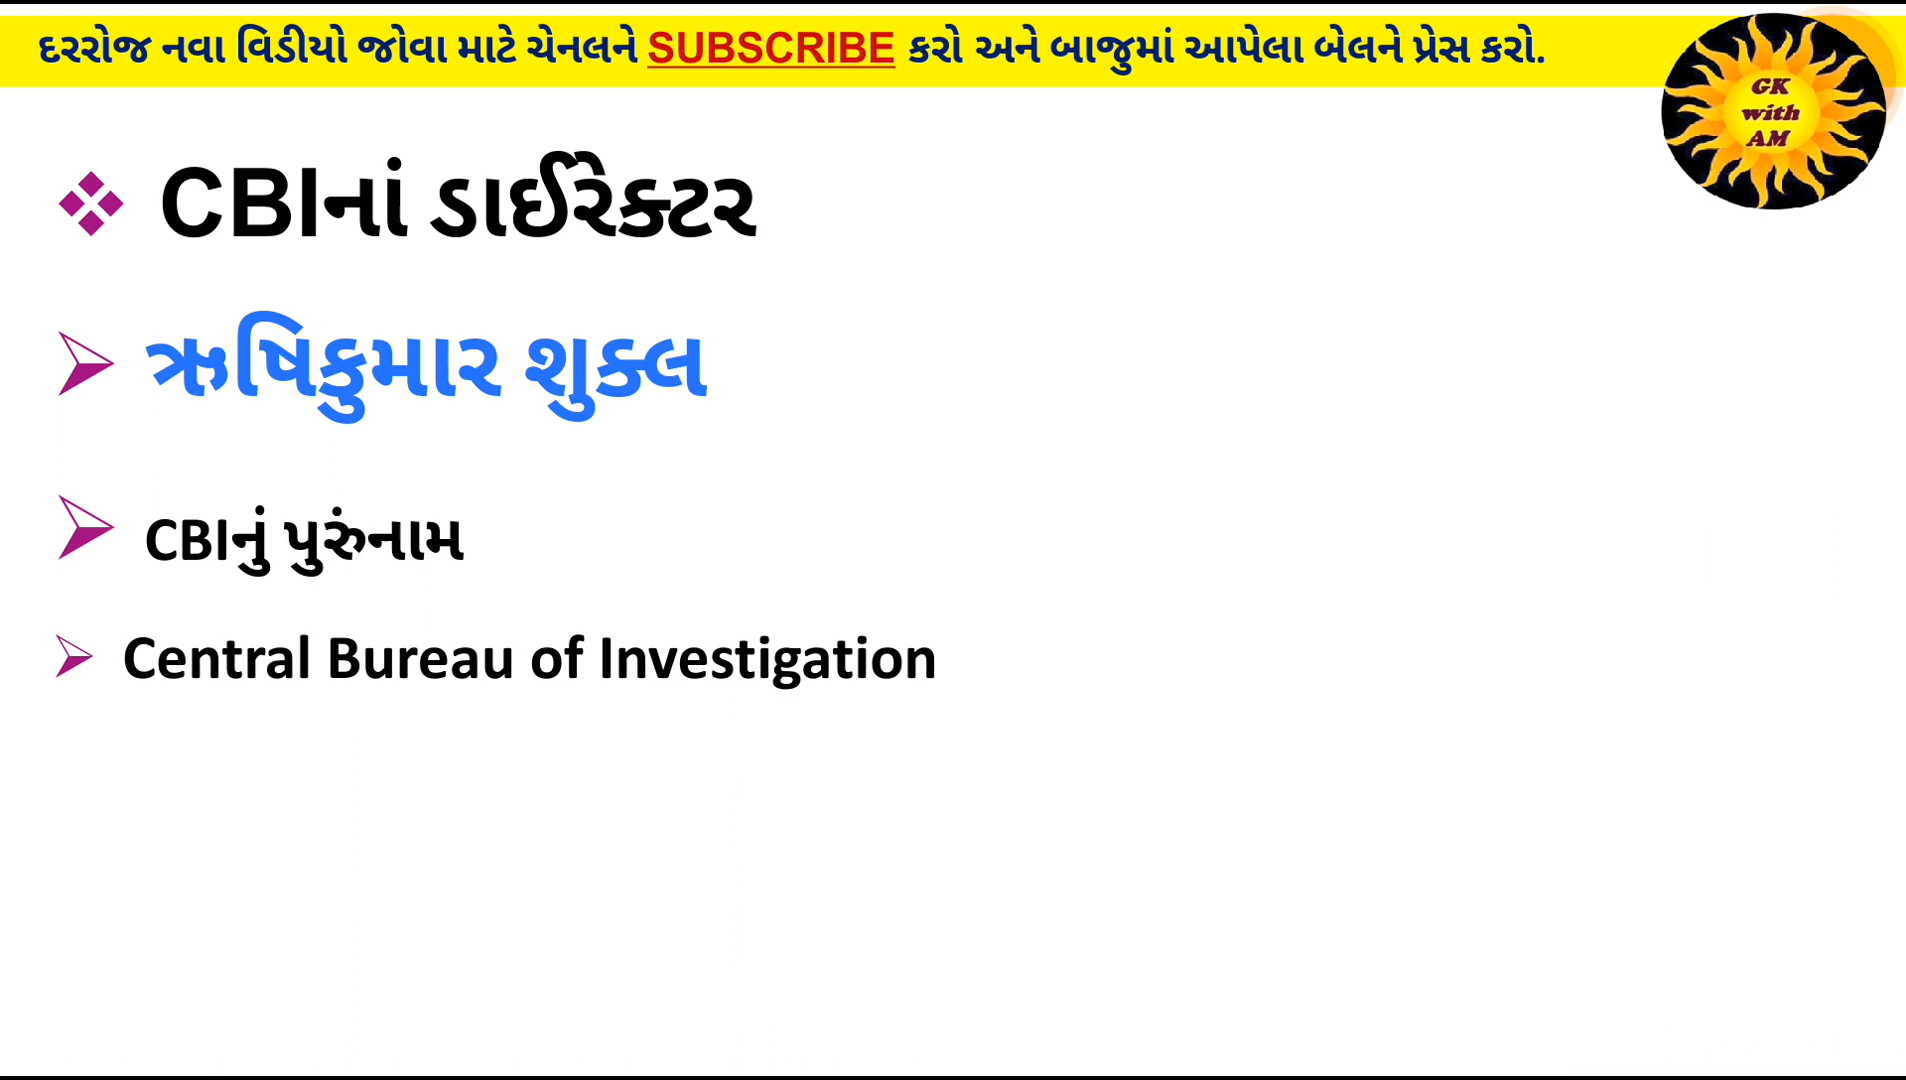 દરરોજ નવા વિડીયો જોવા માટે ચેનલને SUBSCRIBE કરો અને બાજુમાં આપેલા બેલને પ્રેસ કરો.
GK
with
AM
CBIનાં ડાઈરેક્ટર
ઋષિકુમાર શુક્લ
CBIનું પુરુંનામ
Central Bureau of Investigation